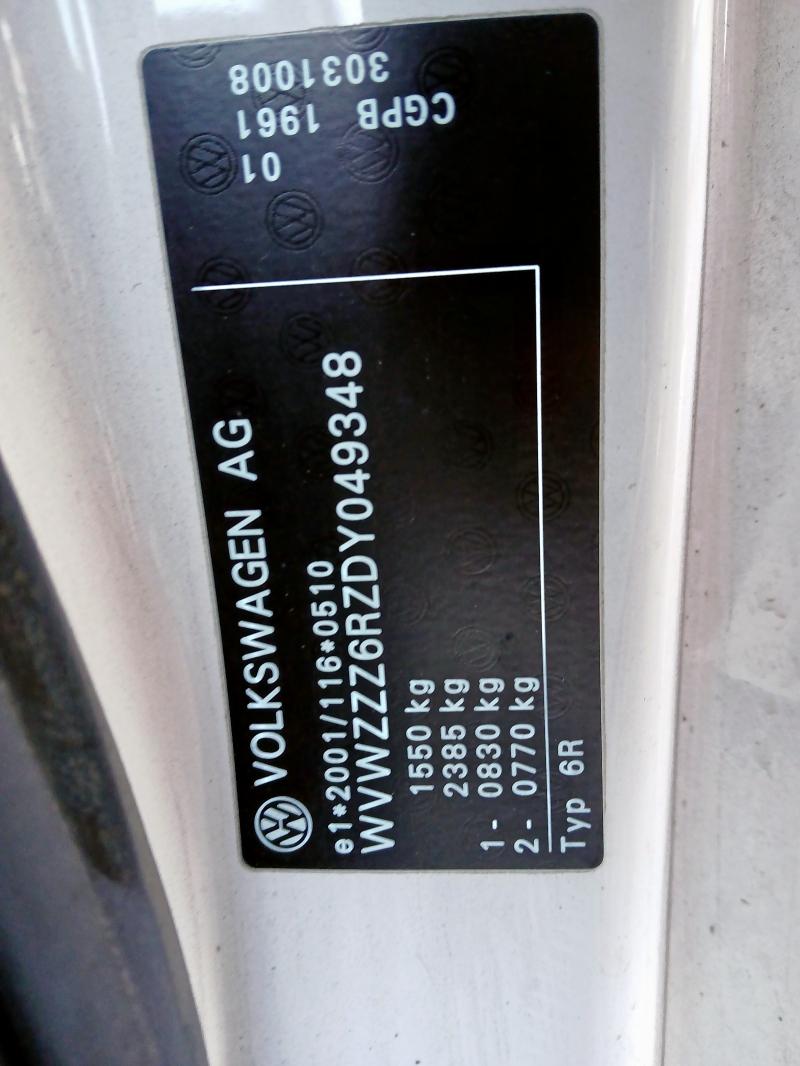 VOLKSWAGEN AG
e1*2001/116*0510
WVWZZZ6RZDY049348
1550 kg
2385 kg
1- 0830 kg
2- 0770 kg
Typ 6R
3031008
CGPB 1961
01